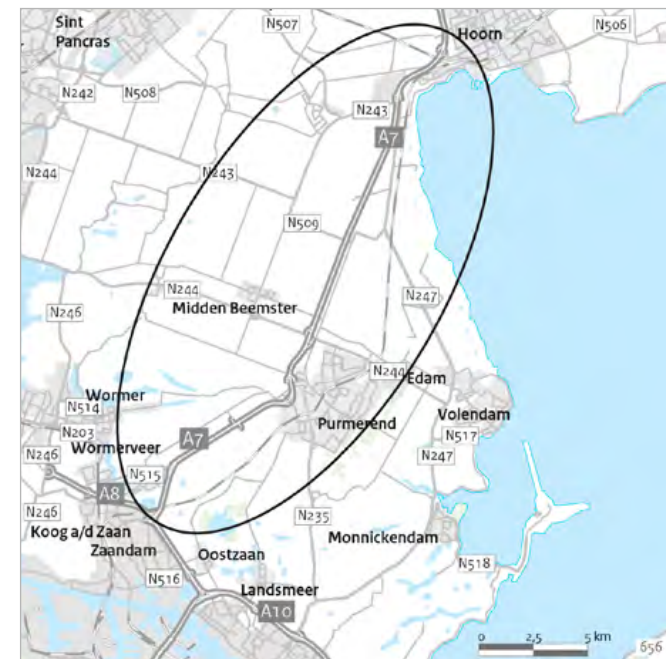 Sint
Pancras
N507
Hoorn
N506
N242
N508
N243
A7
N244
N243
N509
N244
N247
Midden Beemster
N246
N244
Edam
Wormer
N514
Volendam
Purmerend
N203
A7
N517
Wormerveer
N247
N246
N515
A8
N246
N235
Koog a/d Zaan
Monnickendam
Zaandam
Oostzaan
N518
N516
Landsmeer
A10
0 2,5 5 km
656